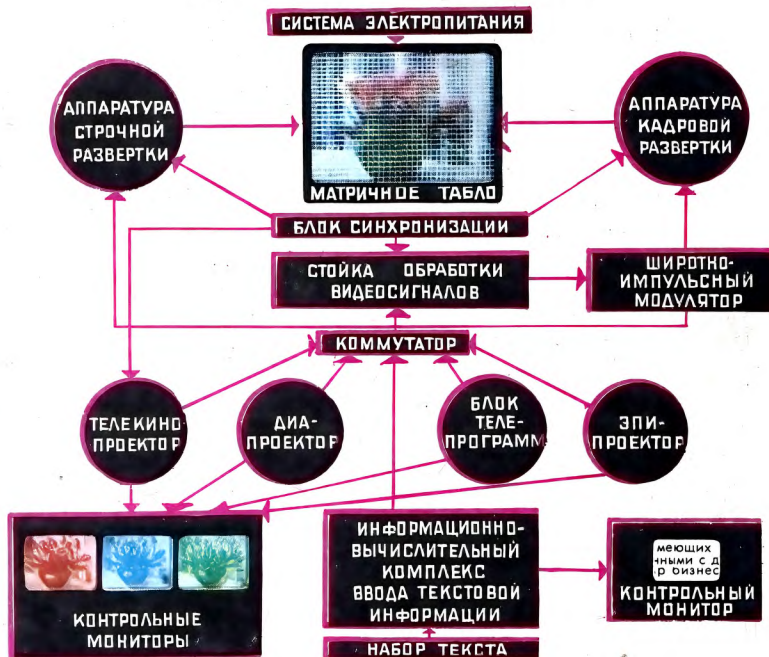 СИСТЕМА ЭЛЕКТРОПИТАНИЯ
АППАРАТУРА
СТРОЧНОЙ
РАЗВЕРТКИ
МАТРИЧНОЕ ТАБЛО
АППАРАТУРА
КАДРОВОЙ
РАЗВЕРТКИ
БЛОК СИНХРОНИЗАЦИИ
СТОЙКА ОБРАБОТКИ
ВИДЕОСИГНАЛОВ
ШИРОТНО-
ИМПУЛЬСНЫЙ
МОДУЛЯТОР
КОММУТАТОР
ТЕЛЕКИНО
ПРОЕКТОР
ДИА-
ПРОЕКТОР
БЛОК
ТЕЛЕ-
ПРОГРАММ
ЭПИ-
ПРОЕКТОР
КОНТРОЛЬНЫЕ
МОНИТОРЫ
ИНФОРМАЦИОННО-
ВЫЧИСЛИТЕЛЬНЫЙ
КОМПЛЕКС
ВВОДА ТЕКСТОВОЙ
ИНФОРМАЦИИ
меющих
нными с д
р бизнес
КОНТРОЛЬНЫЙ
МОНИТОР
НАБОР ТЕКСТА